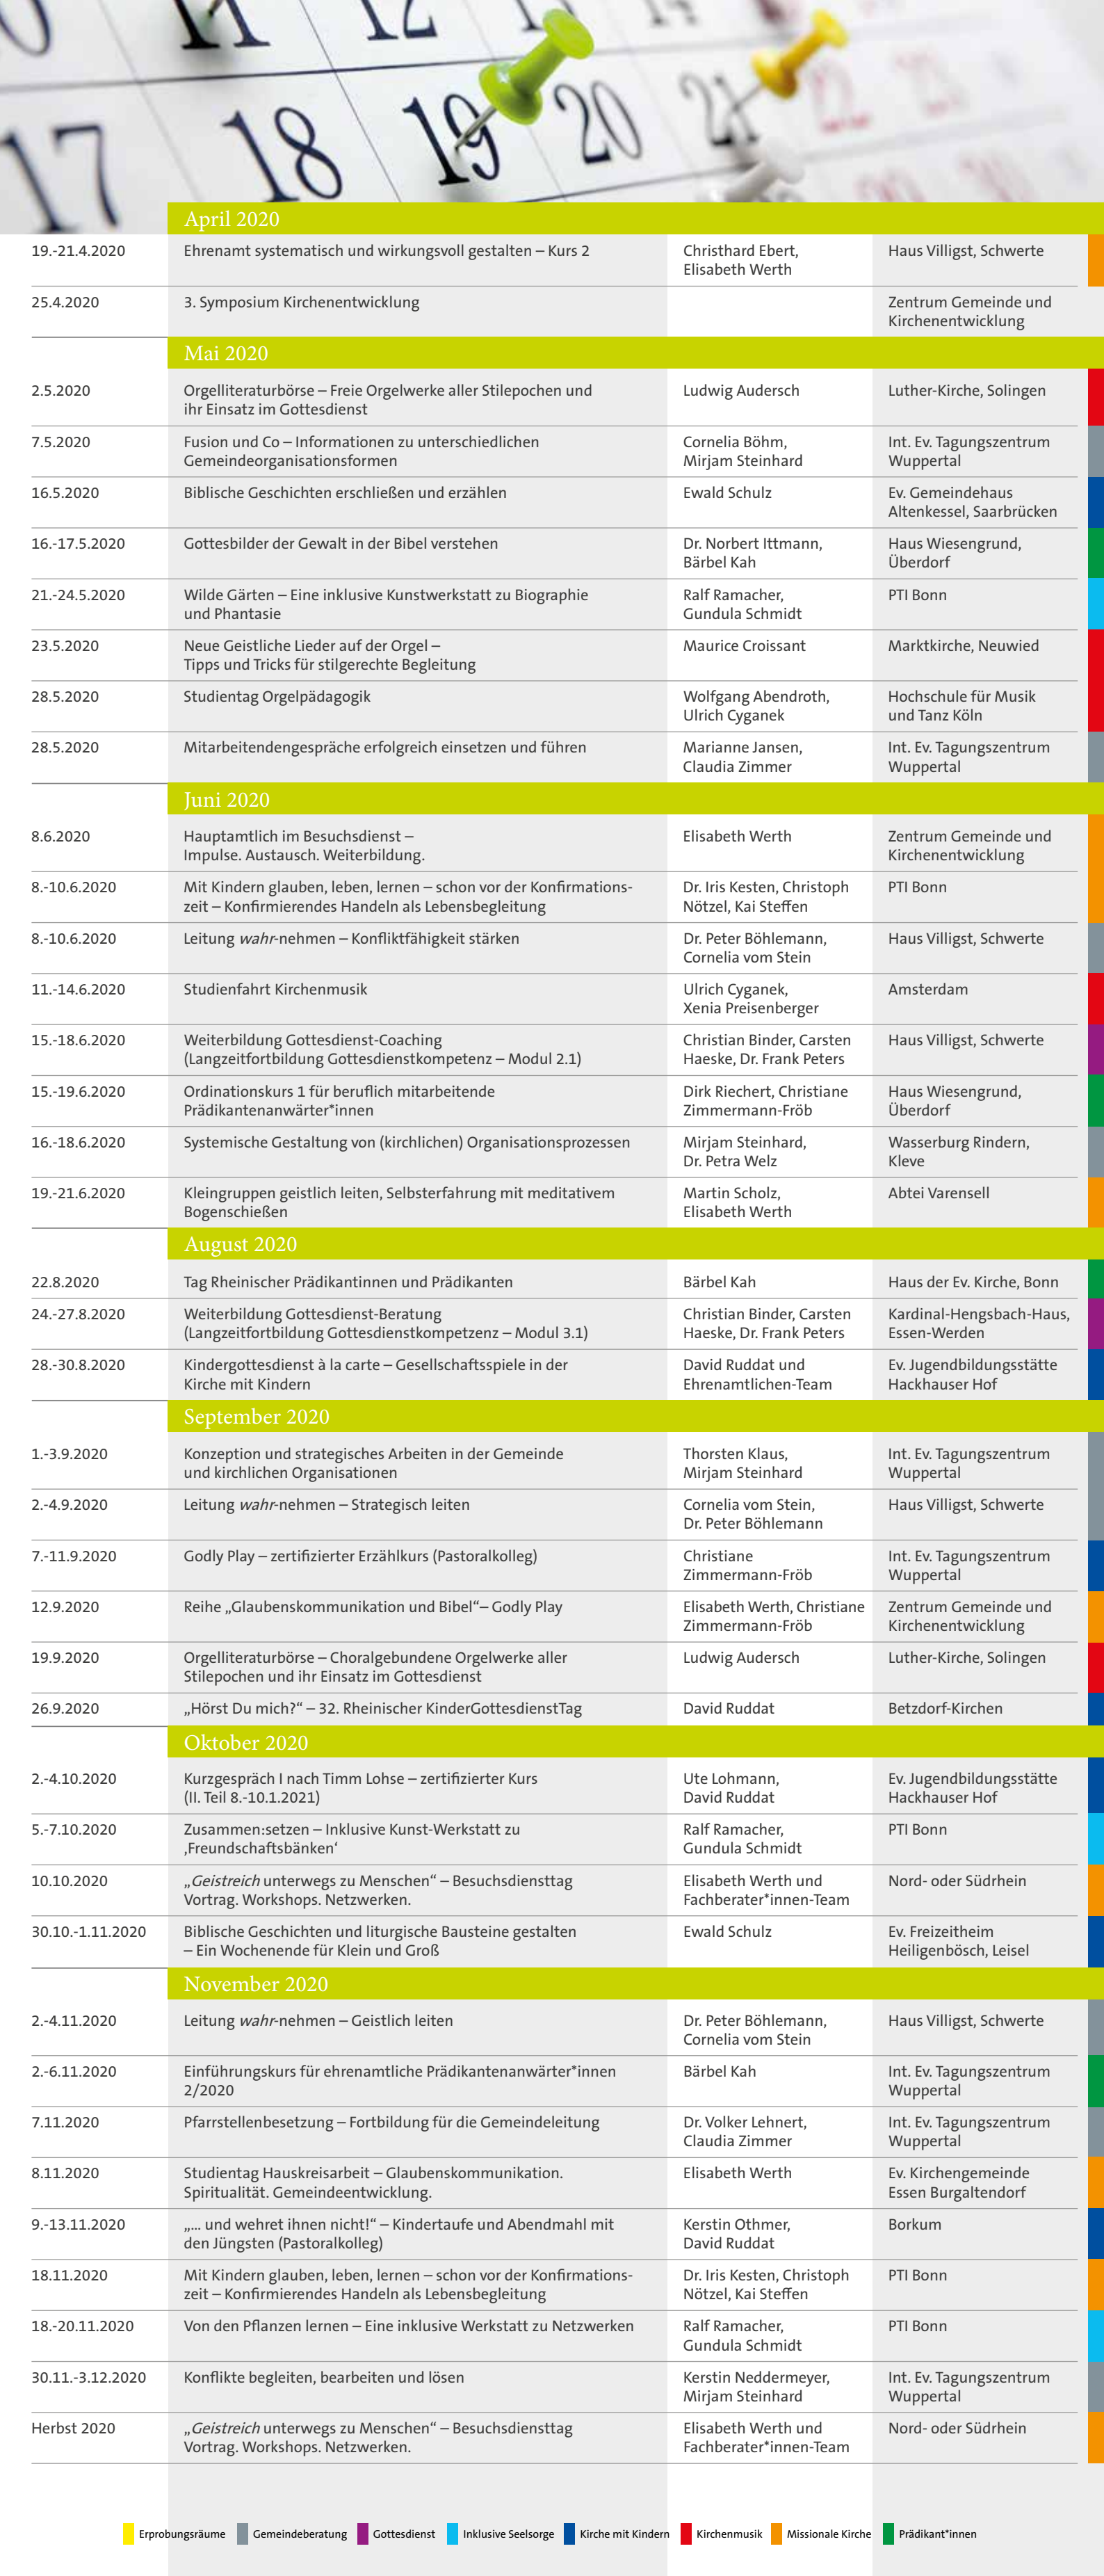 11 12 14
17 18 19 20 21 22
April 2020
19.-21.4.2020 Ehrenamt systematisch und wirkungsvoll gestalten – Kurs 2 Christhard Ebert, Haus Villigst, Schwerte
Elisabeth Werth
25.4.2020 3. Symposium Kirchenentwicklung Zentrum Gemeinde und
Kirchenentwicklung
Mai 2020
2.5.2020 Orgelliteraturbörse – Freie Orgelwerke aller Stilepochen und Ludwig Audersch Luther-Kirche, Solingen
ihr Einsatz im Gottesdienst
7.5.2020 Fusion und Co – Informationen zu unterschiedlichen Cornelia Böhm, Int. Ev. Tagungszentrum
Gemeindeorganisationsformen Mirjam Steinhard Wuppertal
16.5.2020 Biblische Geschichten erschließen und erzählen Ewald Schulz Ev. Gemeindehaus
Altenkessel, Saarbrücken
16.-17.5.2020 Gottesbilder der Gewalt in der Bibel verstehen Dr. Norbert Ittmann, Haus Wiesengrund,
Bärbel Kah Überdorf
21.-24.5.2020 Wilde Gärten – Eine inklusive Kunstwerkstatt zu Biographie Ralf Ramacher, PTI Bonn
und Phantasie Gundula Schmidt
23.5.2020 Neue Geistliche Lieder auf der Orgel – Maurice Croissant Marktkirche, Neuwied
Tipps und Tricks für stilgerechte Begleitung
28.5.2020 Studientag Orgelpädagogik Wolfgang Abendroth, Hochschule für Musik
Ulrich Cyganek und Tanz Köln
28.5.2020 Mitarbeitendengespräche erfolgreich einsetzen und führen Marianne Jansen, Int. Ev. Tagungszentrum
Claudia Zimmer Wuppertal
Juni 2020
8.6.2020 Hauptamtlich im Besuchsdienst – Elisabeth Werth Zentrum Gemeinde und
Impulse. Austausch. Weiterbildung. Kirchenentwicklung
8.-10.6.2020 Mit Kindern glauben, leben, lernen – schon vor der Konfirmations- Dr. Iris Kesten, Christoph PTI Bonn
zeit – Konfirmierendes Handeln als Lebensbegleitung Nötzel, Kai Steffen
8.-10.6.2020 Leitung wahr-nehmen – Konfliktfähigkeit stärken Dr. Peter Böhlemann, Haus Villigst, Schwerte
Cornelia vom Stein
11.-14.6.2020 Studienfahrt Kirchenmusik Ulrich Cyganek, Amsterdam
Xenia Preisenberger
15.-18.6.2020 Weiterbildung Gottesdienst-Coaching Christian Binder, Carsten Haus Villigst, Schwerte
(Langzeitfortbildung Gottesdienstkompetenz – Modul 2.1) Haeske, Dr. Frank Peters
15.-19.6.2020 Ordinationskurs 1 für beruflich mitarbeitende Dirk Riechert, Christiane Haus Wiesengrund,
Prädikantenanwärter*innen Zimmermann-Fröb Überdorf
16.-18.6.2020 Systemische Gestaltung von (kirchlichen) Organisationsprozessen Mirjam Steinhard, Wasserburg Rindern,
Dr. Petra Welz Kleve
19.-21.6.2020 Kleingruppen geistlich leiten, Selbsterfahrung mit meditativem Martin Scholz, Abtei Varensell
Bogenschießen Elisabeth Werth
August 2020
22.8.2020 Tag Rheinischer Prädikantinnen und Prädikanten Bärbel Kah Haus der Ev. Kirche, Bonn
24.-27.8.2020 Weiterbildung Gottesdienst-Beratung Christian Binder, Carsten Kardinal-Hengsbach-Haus,
(Langzeitfortbildung Gottesdienstkompetzenz – Modul 3.1) Haeske, Dr. Frank Peters Essen-Werden
28.-30.8.2020 Kindergottesdienst à la carte – Gesellschaftsspiele in der David Ruddat und Ev. Jugendbildungsstätte
Kirche mit Kindern Ehrenamtlichen-Team Hackhauser Hof
September 2020
1.-3.9.2020 Konzeption und strategisches Arbeiten in der Gemeinde Thorsten Klaus, Int. Ev. Tagungszentrum
und kirchlichen Organisationen Mirjam Steinhard Wuppertal
2.-4.9.2020 Leitung wahr-nehmen – Strategisch leiten Cornelia vom Stein, Haus Villigst, Schwerte
Dr. Peter Böhlemann
7.-11.9.2020 Godly Play – zertifizierter Erzählkurs (Pastoralkolleg) Christiane Int. Ev. Tagungszentrum
Zimmermann-Fröb Wuppertal
12.9.2020 Reihe „Glaubenskommunikation und Bibel“– Godly Play Elisabeth Werth, Christiane Zentrum Gemeinde und
Zimmermann-Fröb Kirchenentwicklung
19.9.2020 Orgelliteraturbörse – Choralgebundene Orgelwerke aller Ludwig Audersch Luther-Kirche, Solingen
Stilepochen und ihr Einsatz im Gottesdienst
26.9.2020 „Hörst Du mich?“ – 32. Rheinischer KinderGottesdienstTag David Ruddat Betzdorf-Kirchen
Oktober 2020
2.-4.10.2020 Kurzgespräch I nach Timm Lohse – zertifizierter Kurs Ute Lohmann, Ev. Jugendbildungsstätte
(II. Teil 8.-10.1.2021) David Ruddat Hackhauser Hof
5.-7.10.2020 Zusammen:setzen – Inklusive Kunst-Werkstatt zu Ralf Ramacher, PTI Bonn
‚Freundschaftsbänken‘ Gundula Schmidt
10.10.2020 „Geistreich unterwegs zu Menschen“ – Besuchsdiensttag Elisabeth Werth und Nord- oder Südrhein
Vortrag. Workshops. Netzwerken. Fachberater*innen-Team
30.10.-1.11.2020 Biblische Geschichten und liturgische Bausteine gestalten Ewald Schulz Ev. Freizeitheim
– Ein Wochenende für Klein und Groß Heiligenbösch, Leisel
November 2020
2.-4.11.2020 Leitung wahr-nehmen – Geistlich leiten Dr. Peter Böhlemann, Haus Villigst, Schwerte
Cornelia vom Stein
2.-6.11.2020 Einführungskurs für ehrenamtliche Prädikantenanwärter*innen Bärbel Kah Int. Ev. Tagungszentrum
2/2020 Wuppertal
7.11.2020 Pfarrstellenbesetzung – Fortbildung für die Gemeindeleitung Dr. Volker Lehnert, Int. Ev. Tagungszentrum
Claudia Zimmer Wuppertal
8.11.2020 Studientag Hauskreisarbeit – Glaubenskommunikation. Elisabeth Werth Ev. Kirchengemeinde
Spiritualität. Gemeindeentwicklung. Essen Burgaltendorf
9.-13.11.2020 „... und wehret ihnen nicht!“ – Kindertaufe und Abendmahl mit Kerstin Othmer, Borkum
den Jüngsten (Pastoralkolleg) David Ruddat
18.11.2020 Mit Kindern glauben, leben, lernen – schon vor der Konfirmations- Dr. Iris Kesten, Christoph PTI Bonn
zeit – Konfirmierendes Handeln als Lebensbegleitung Nötzel, Kai Steffen
18.-20.11.2020 Von den Pflanzen lernen – Eine inklusive Werkstatt zu Netzwerken Ralf Ramacher, PTI Bonn
Gundula Schmidt
30.11.-3.12.2020 Konflikte begleiten, bearbeiten und lösen Kerstin Neddermeyer, Int. Ev. Tagungszentrum
Mirjam Steinhard Wuppertal
Herbst 2020 „Geistreich unterwegs zu Menschen“ – Besuchsdiensttag Elisabeth Werth und Nord- oder Südrhein
Vortrag. Workshops. Netzwerken. Fachberater*innen-Team
Erprobungsräume Gemeindeberatung Gottesdienst Inklusive Seelsorge Kirche mit Kindern Kirchenmusik Missionale Kirche Prädikant*innen